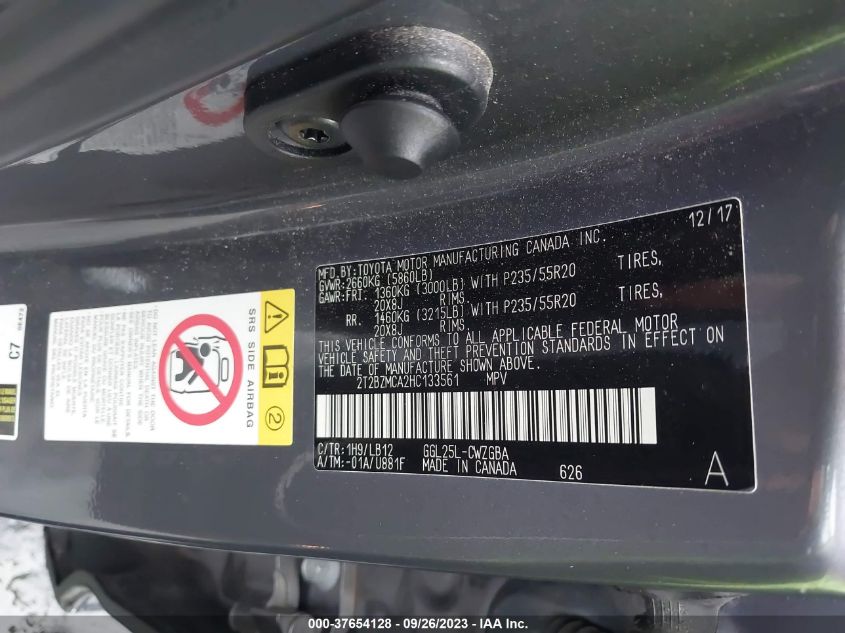 12/17
MFD.BY:TOYOTA MOTOR MANUFACTURING CANADA INC.
GVWR:2660KG (5860LB)
GAWR:FRT. 1360KG (3000LB) WITH P235/55R20 TIRES,
20X8J RIMS
RR. 1460KG (3215LB) WITH P235/55R20 TIRES,
20X8J RIMS
THIS VEHICLE CONFORMS TO ALL APPLICABLE FEDERAL MOTOR
VEHICLE SAFETY AND THEFT PREVENTION STANDARDS IN EFFECT ON
THE DATE OF MANUFACTURE SHOWN ABOVE.
2T2BZMCA2HC133561 MPV
C/TR:1H9/LB12 GGL25L-CWZGBA
A/TM:-01A/U881F MADE IN CANADA 626 A
SRS SIDE AIRBAG
2
C7
000-37654128 - 09/26/2023 - © IAA Inc.